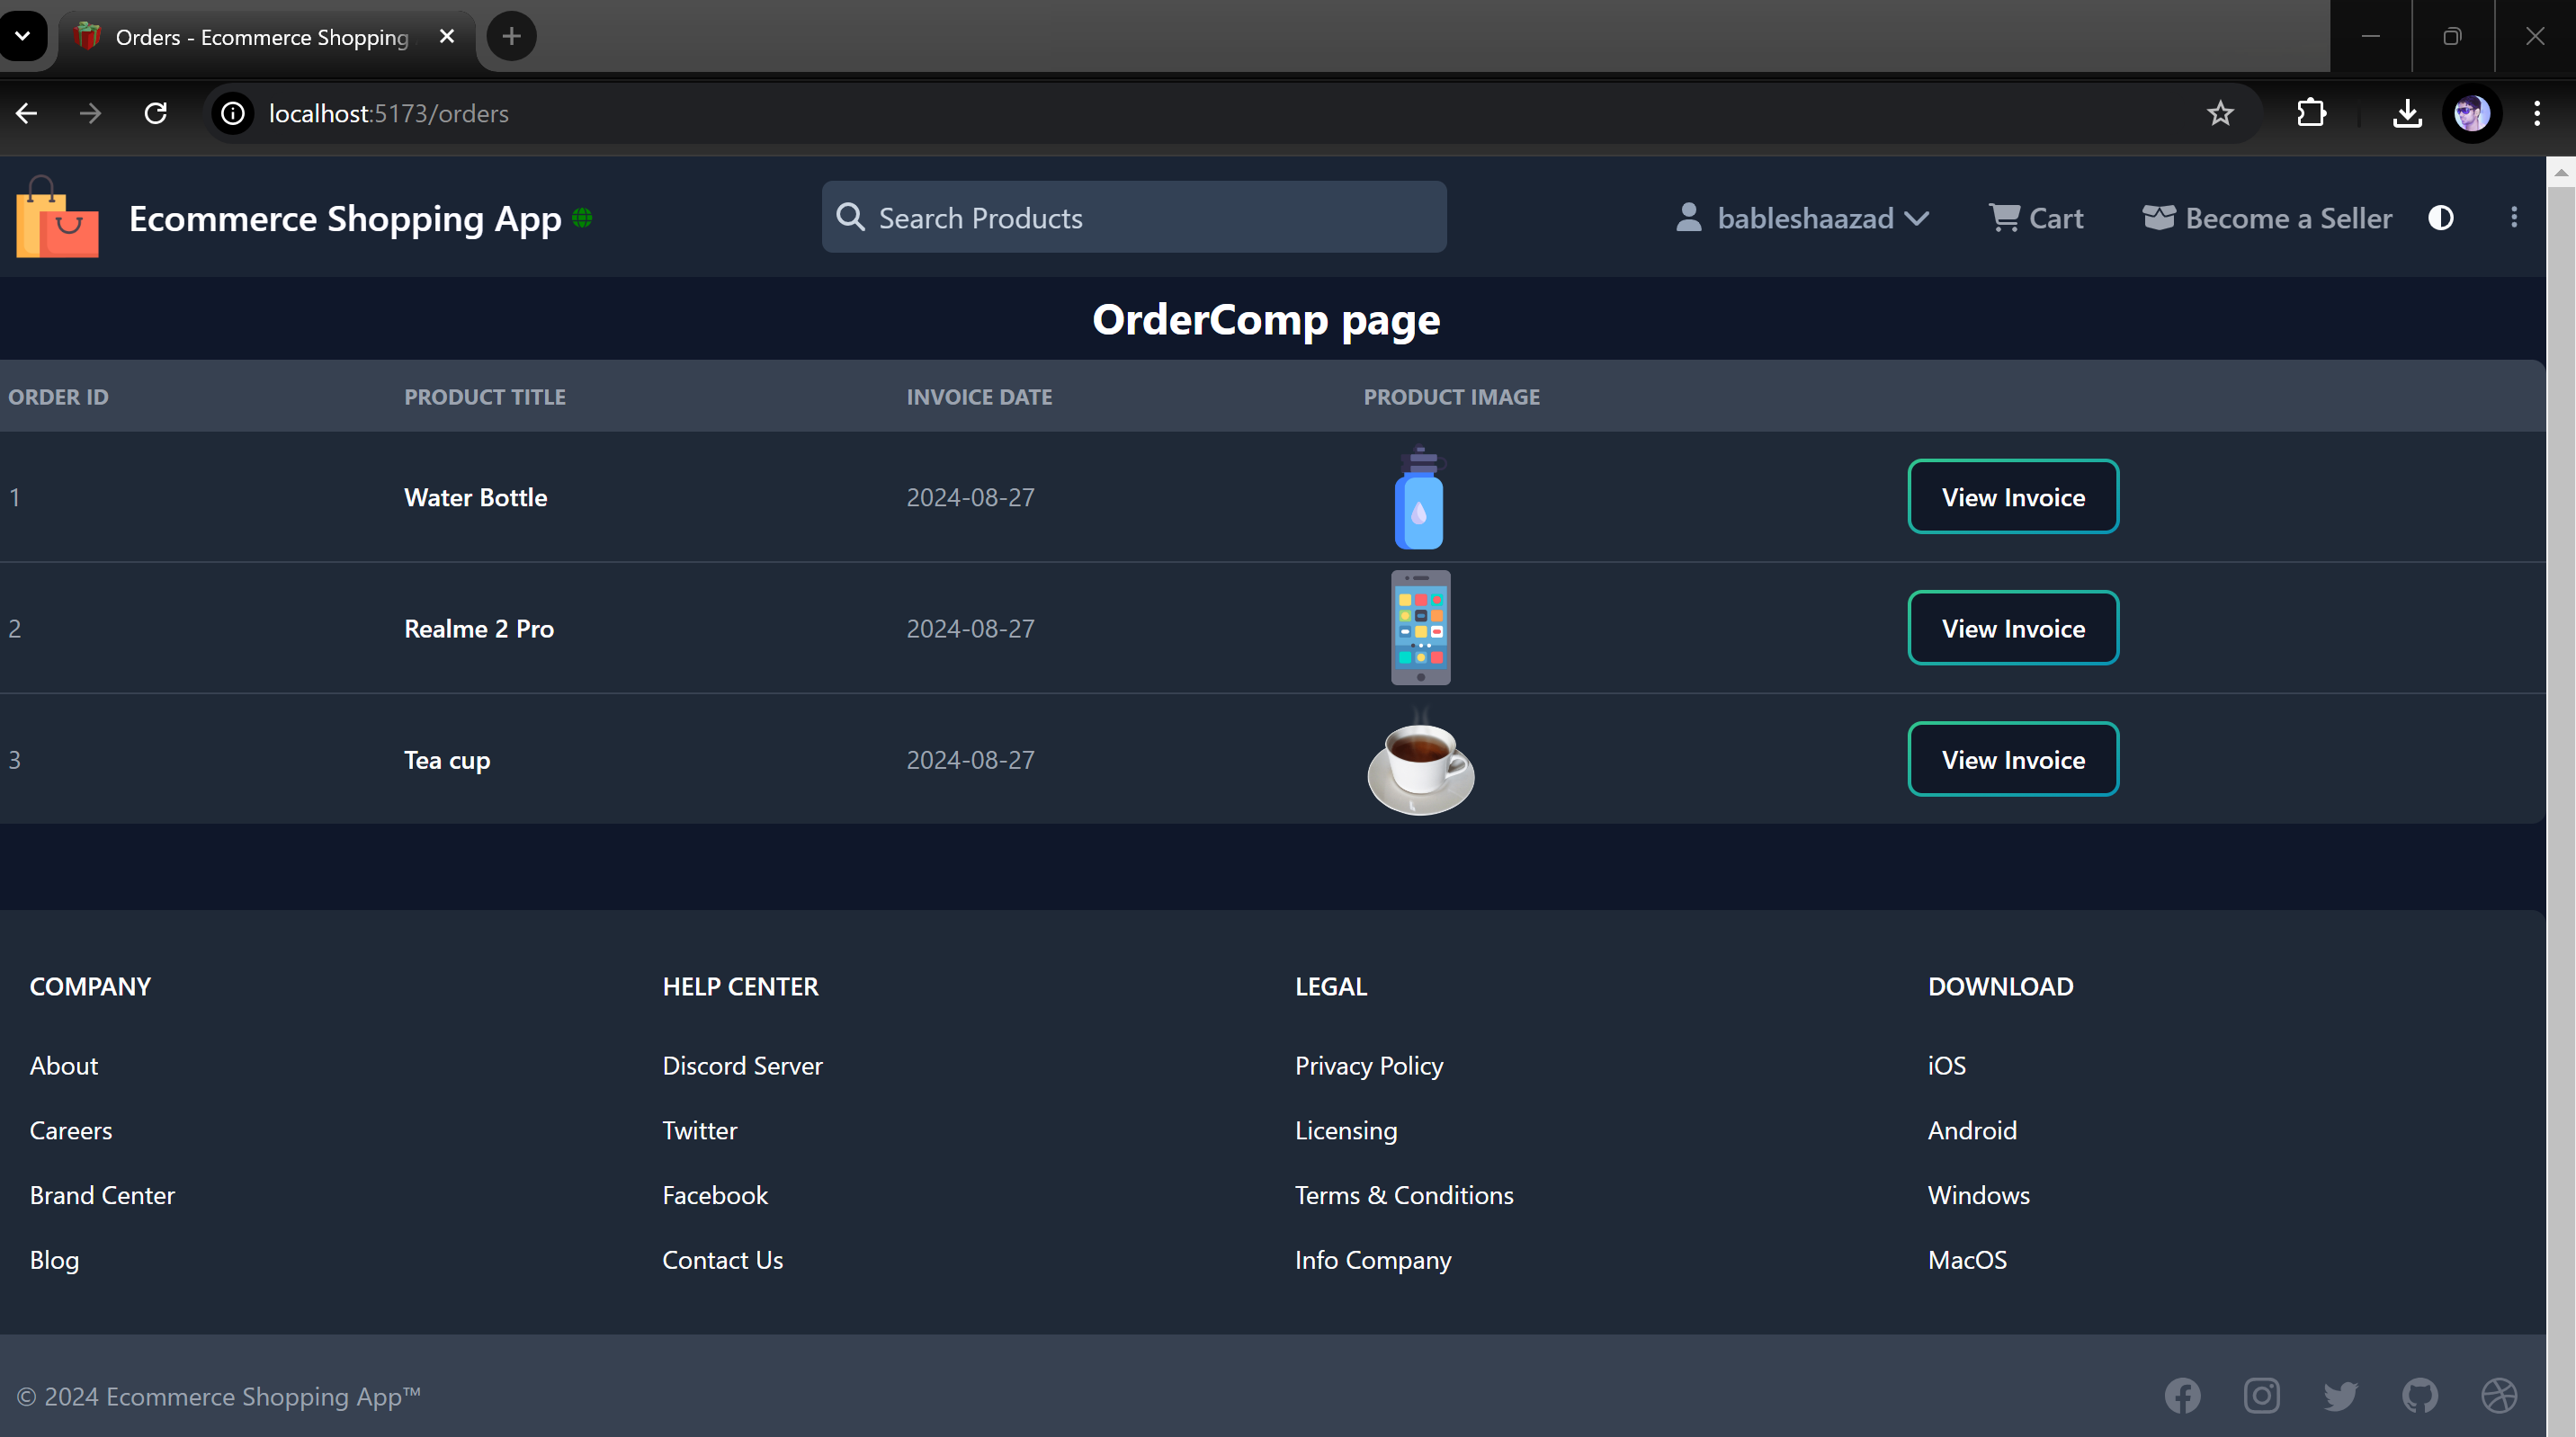 Orders - Ecommerce Shopping
localhost:5173/orders
Ecommerce Shopping App
Search Products
bableshaazad
Cart
Become a Seller
OrderComp page
ORDER ID PRODUCT TITLE INVOICE DATE PRODUCT IMAGE
1 Water Bottle 2024-08-27 View Invoice
2 Realme 2 Pro 2024-08-27 View Invoice
3 Tea cup 2024-08-27 View Invoice
COMPANY HELP CENTER LEGAL DOWNLOAD
About Discord Server Privacy Policy iOS
Careers Twitter Licensing Android
Brand Center Facebook Terms & Conditions Windows
Blog Contact Us Info Company MacOS
© 2024 Ecommerce Shopping App™